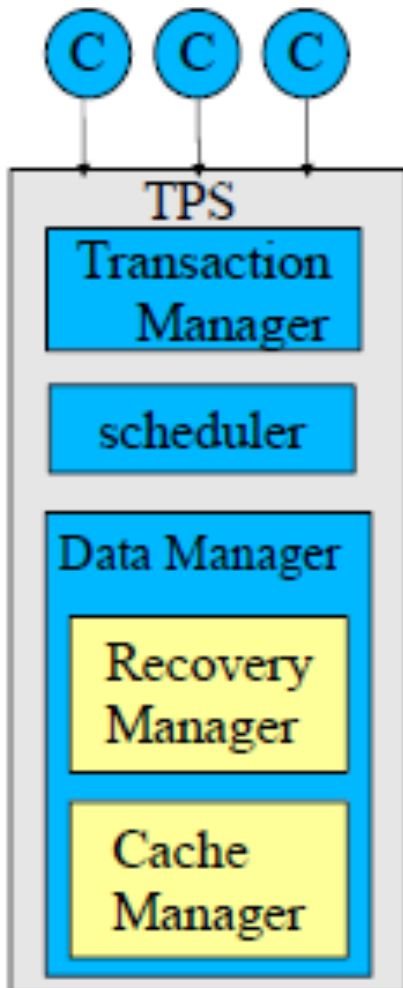 C C C
TPS
Transaction
Manager
scheduler
Data Manager
Recovery
Manager
Cache
Manager